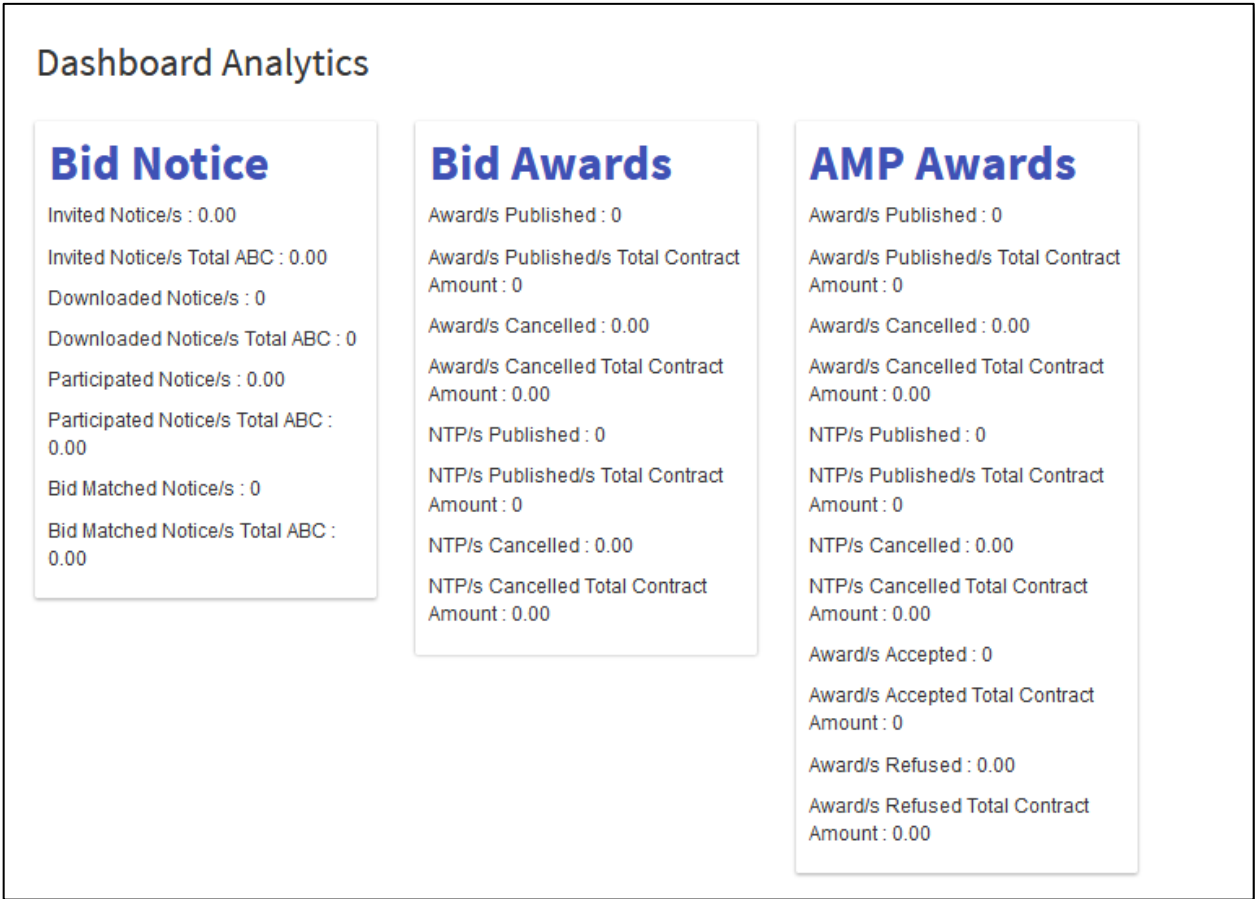 Dashboard Analytics
Bid Notice
Invited Notice/s : 0.00
Invited Notice/s Total ABC : 0.00
Downloaded Notice/s : 0
Downloaded Notice/s Total ABC : 0
Participated Notice/s : 0.00
Participated Notice/s Total ABC :
0.00
Bid Matched Notice/s : 0
Bid Matched Notice/s Total ABC :
0.00
Bid Awards
Award/s Published : 0
Award/s Published/s Total Contract
Amount : 0
Award/s Cancelled : 0.00
Award/s Cancelled Total Contract
Amount : 0.00
NTP/s Published : 0
NTP/s Published/s Total Contract
Amount : 0
NTP/s Cancelled : 0.00
NTP/s Cancelled Total Contract
Amount : 0.00
AMP Awards
Award/s Published : 0
Award/s Published/s Total Contract
Amount : 0
Award/s Cancelled : 0.00
Award/s Cancelled Total Contract
Amount : 0.00
NTP/s Published : 0
NTP/s Published/s Total Contract
Amount : 0
NTP/s Cancelled : 0.00
NTP/s Cancelled Total Contract
Amount : 0.00
Award/s Accepted : 0
Award/s Accepted Total Contract
Amount : 0
Award/s Refused : 0.00
Award/s Refused Total Contract
Amount : 0.00